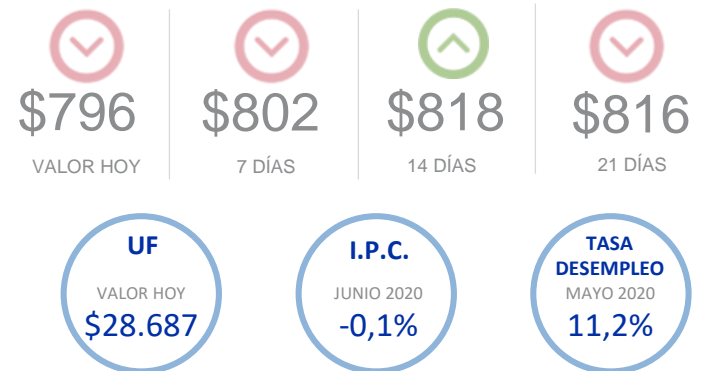 $796 $802 $818 $816
VALOR HOY 7 DÍAS 14 DÍAS 21 DÍAS
UF
VALOR HOY
$28.687
I.P.C.
JUNIO 2020
-0,1%
TASA
DESEMPLEO
MAYO 2020
11,2%